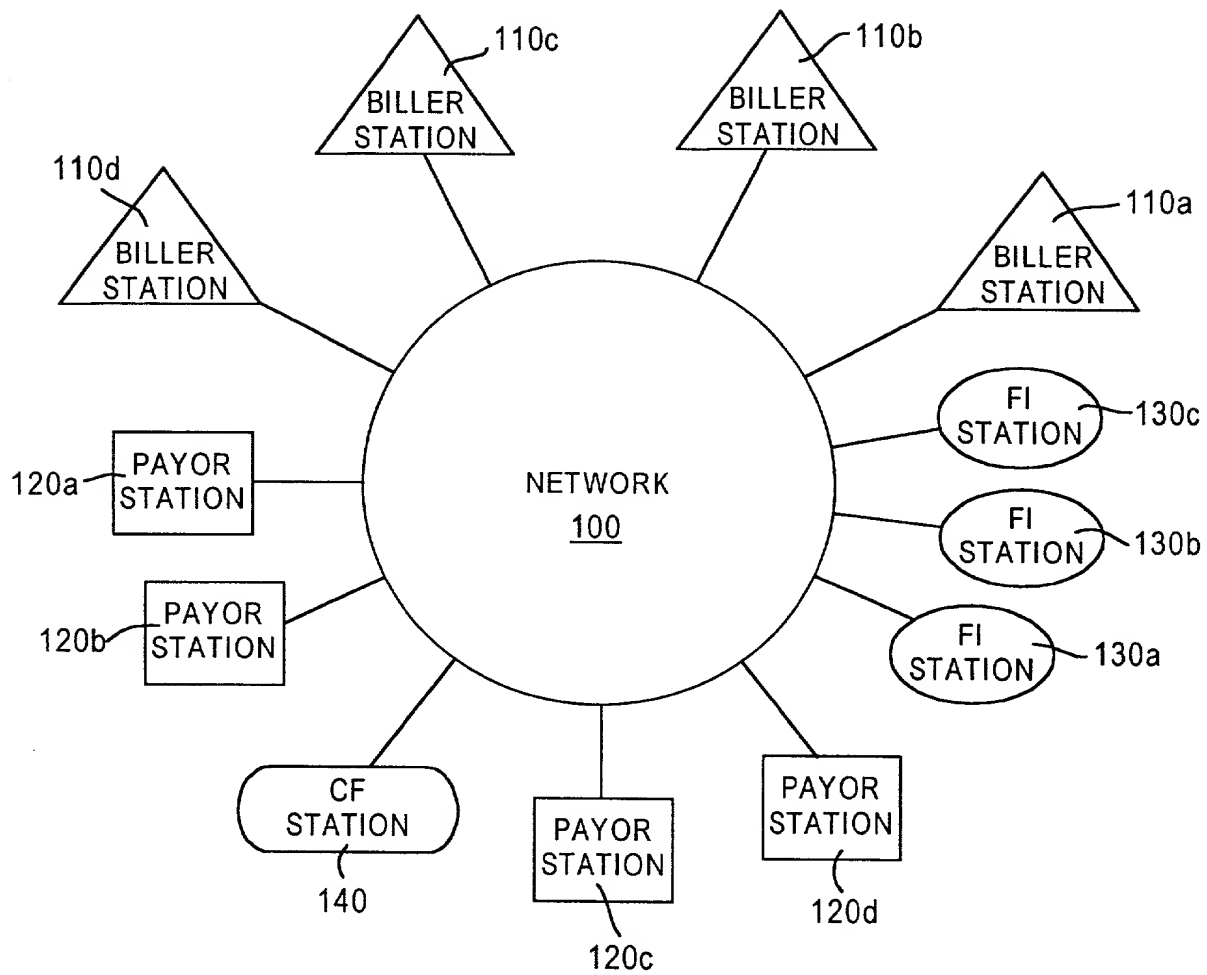 110c
BILLER
STATION
110b
BILLER
STATION
110d
BILLER
STATION
110a
BILLER
STATION
FI
STATION
130c
120a
PAYOR
STATION
NETWORK
100
FI
STATION
130b
120b
PAYOR
STATION
FI
STATION
130a
CF
STATION
140
PAYOR
STATION
120c
PAYOR
STATION
120d